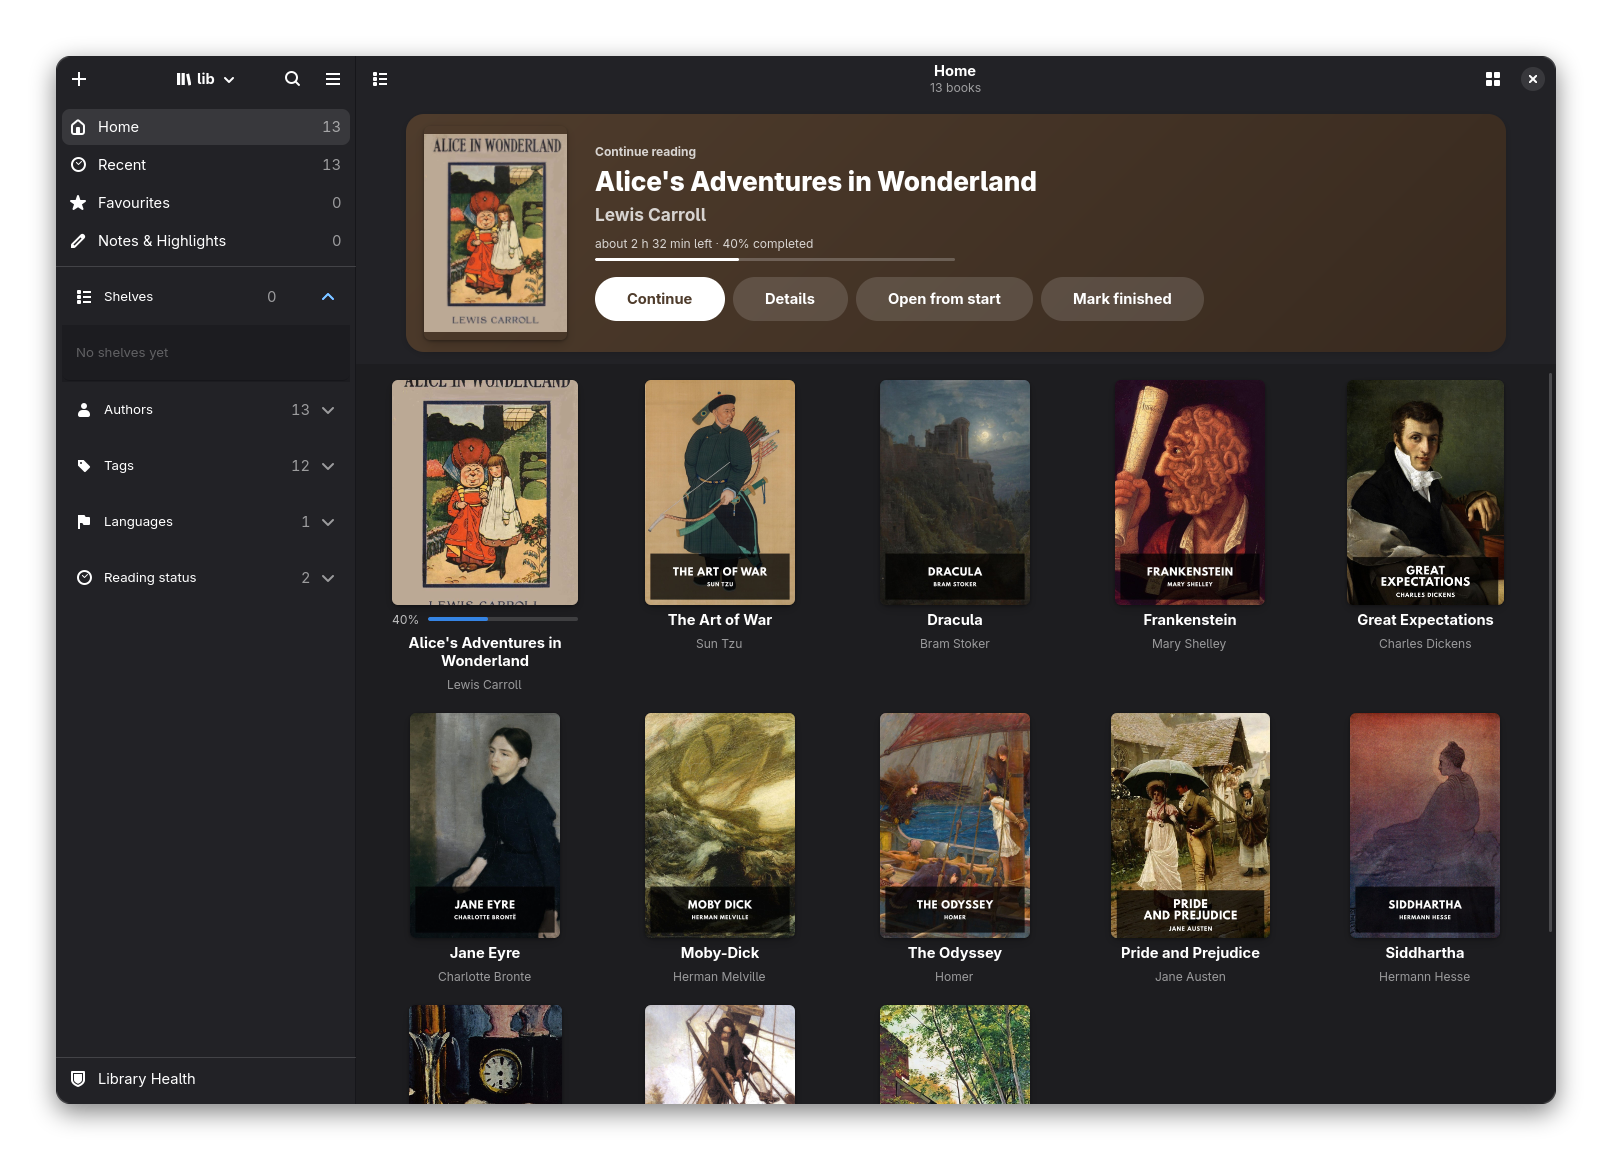 lib
Home
13 books
Home 13
Recent 13
Favourites 0
Notes & Highlights 0
Shelves 0
No shelves yet
Authors 13
Tags 12
Languages 1
Reading status 2
Library Health
ALICE IN WONDERLAND
LEWIS CARROLL
Continue reading
Alice's Adventures in Wonderland
Lewis Carroll
about 2 h 32 min left · 40% completed
Continue
Details
Open from start
Mark finished
ALICE IN WONDERLAND
LEWIS CARROLL
40%
Alice's Adventures in
Wonderland
Lewis Carroll
THE ART OF WAR
SUN TZU
The Art of War
Sun Tzu
DRACULA
BRAM STOKER
Dracula
Bram Stoker
FRANKENSTEIN
MARY SHELLEY
Frankenstein
Mary Shelley
GREAT
EXPECTATIONS
CHARLES DICKENS
Great Expectations
Charles Dickens
JANE EYRE
CHARLOTTE BRONTË
Jane Eyre
Charlotte Bronte
MOBY DICK
HERMAN MELVILLE
Moby-Dick
Herman Melville
THE ODYSSEY
HOMER
The Odyssey
Homer
PRIDE
AND PREJUDICE
JANE AUSTEN
Pride and Prejudice
Jane Austen
SIDDHARTHA
HERMANN HESSE
Siddhartha
Hermann Hesse